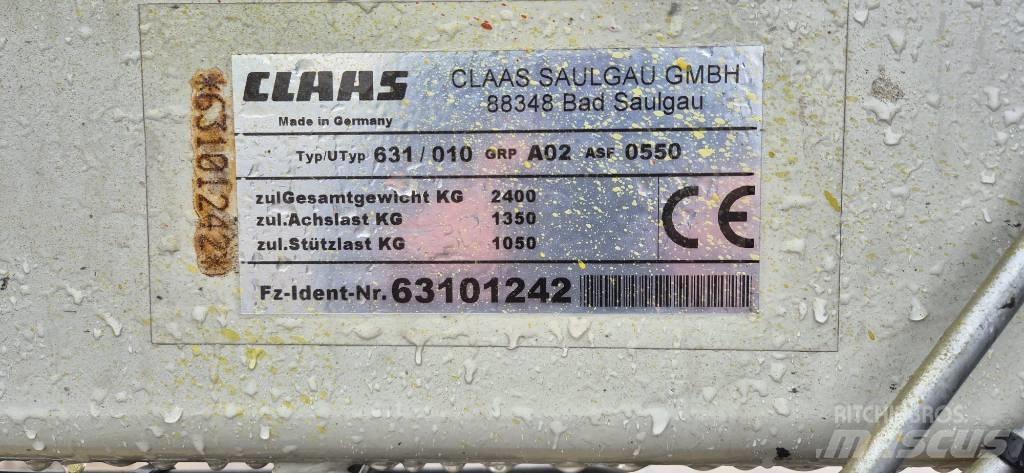 CLAAS
Made in Germany
CLAAS SAULGAU GMBH
88348 Bad Saulgau
Typ/UTyp 631 / 010 GRP A02 ASF 0550
zulGesamtgewicht KG 2400
zul.Achslast KG 1350
zul.Stützlast KG 1050
CE
Fz-Ident-Nr. 63101242
*63101242*
RITCHIE BROS
mascus